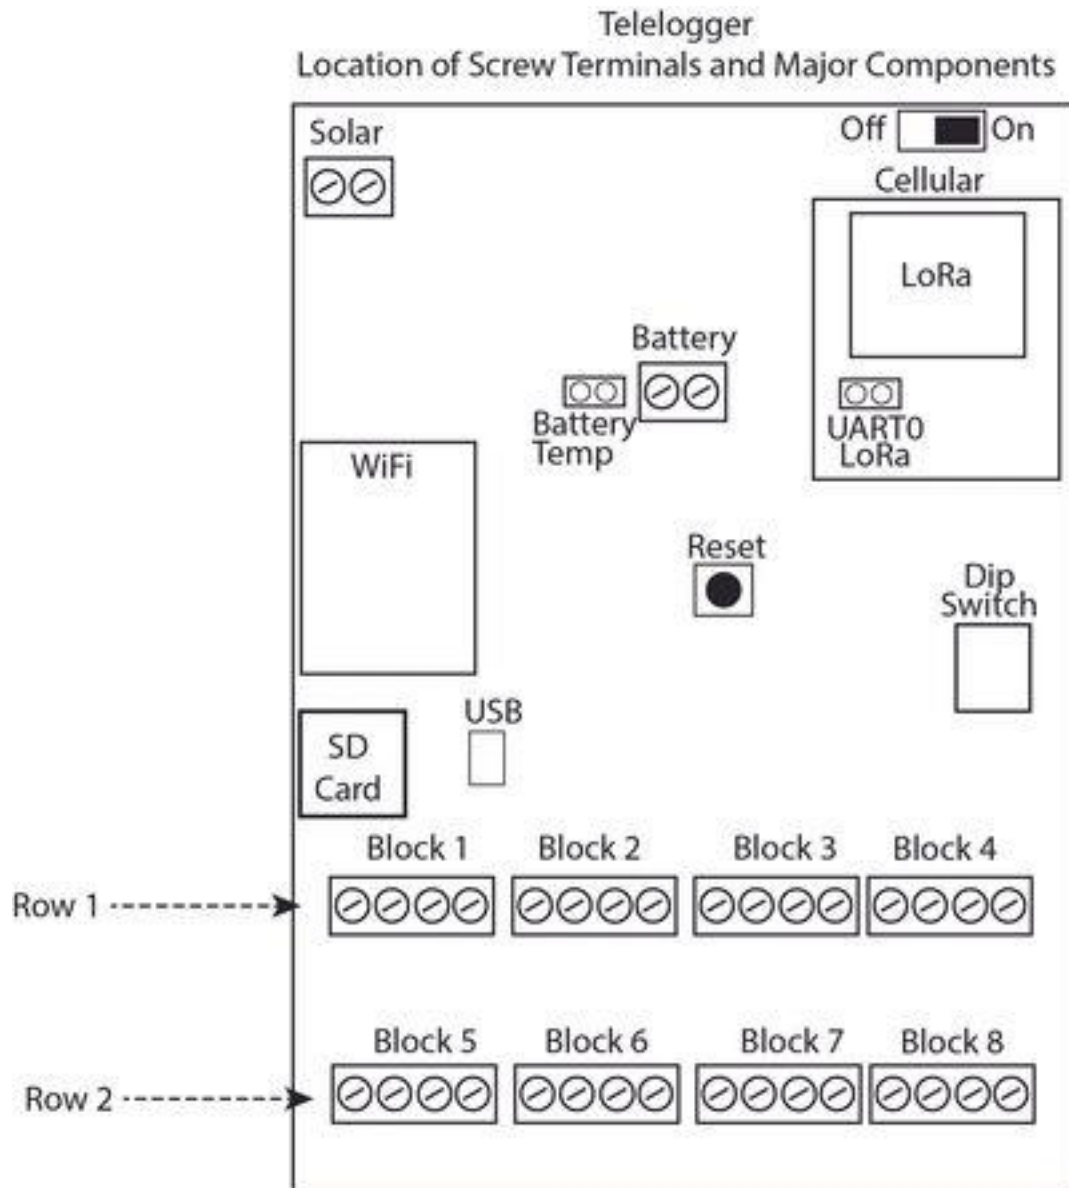 Telelogger
Location of Screw Terminals and Major Components
Solar
Off
On
Cellular
LoRa
Battery
Battery
Temp
UART0
LoRa
WiFi
Reset
Dip
Switch
USB
SD
Card
Block 1
Block 2
Block 3
Block 4
Row 1
Block 5
Block 6
Block 7
Block 8
Row 2